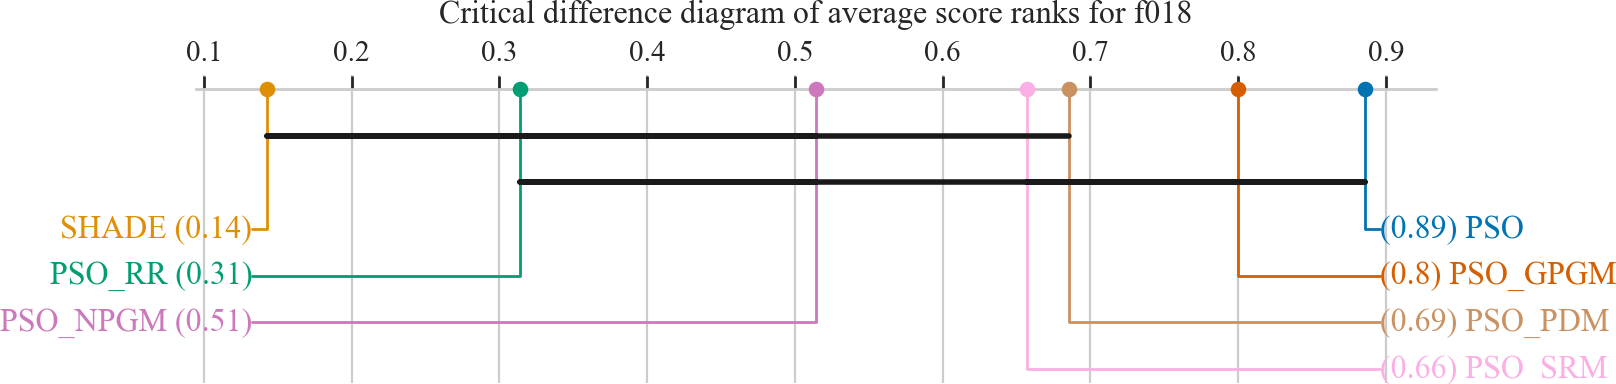 Critical difference diagram of average score ranks for f018
0.1 0.2 0.3 0.4 0.5 0.6 0.7 0.8 0.9
SHADE (0.14) (0.89) PSO
PSO_RR (0.31) (0.8) PSO_GPGM
PSO_NPGM (0.51) (0.69) PSO_PDM
(0.66) PSO_SRM